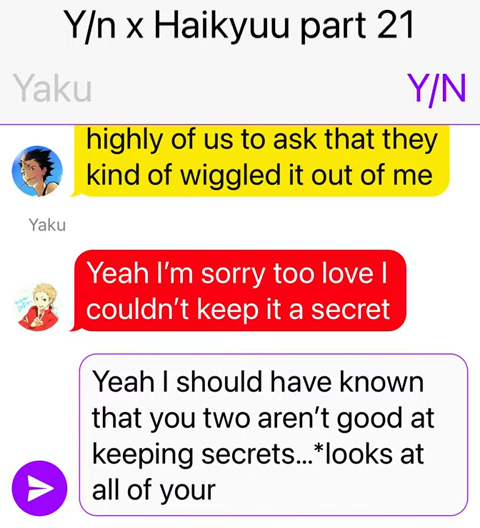 Y/n x Haikyuu part 21
Yaku
Y/N
highly of us to ask that they
kind of wiggled it out of me
Yaku
Yeah I’m sorry too love I
couldn’t keep it a secret
Yeah I should have known
that you two aren’t good at
keeping secrets...*looks at
all of your